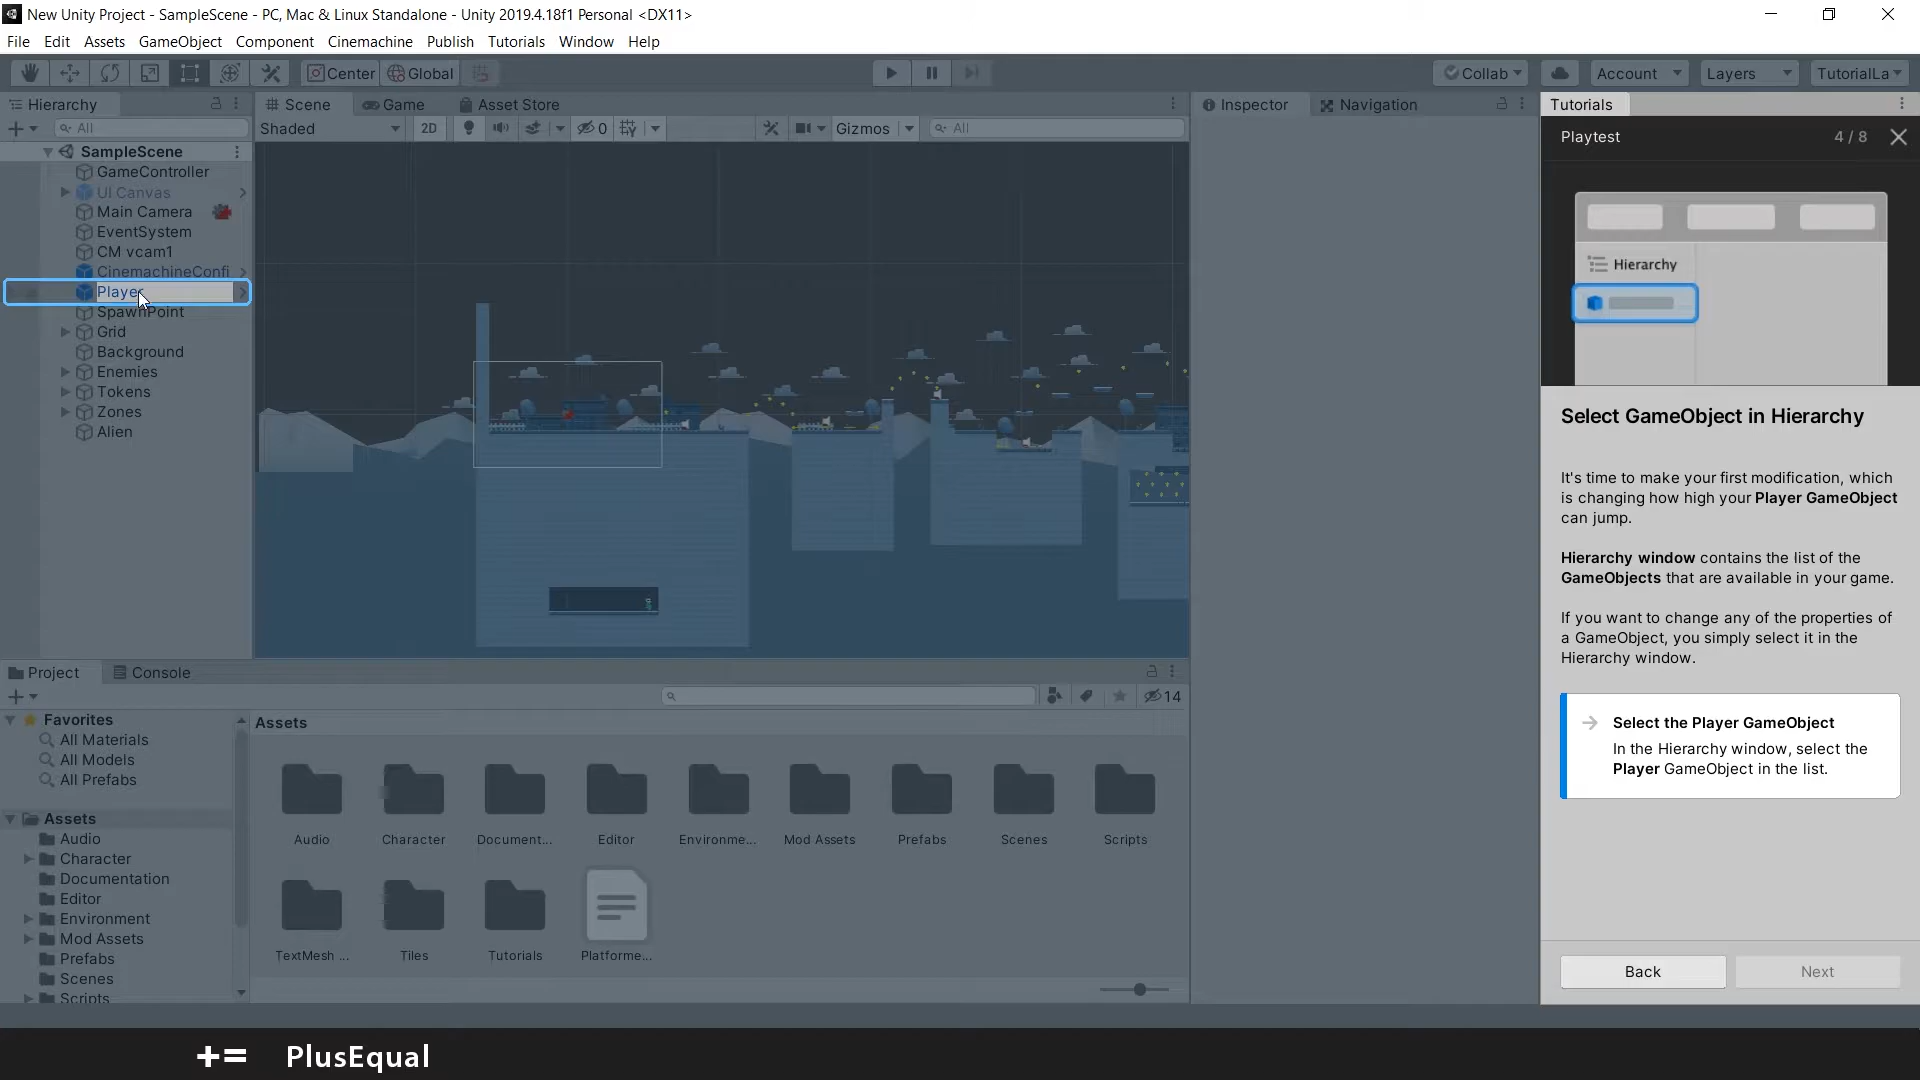 New Unity Project - SampleScene - PC, Mac & Linux Standalone - Unity 2019.4.18f1 Personal <DX11>
File Edit Assets GameObject Component Cinemachine Publish Tutorials Window Help
Center Global Collab Account Layers TutorialLa
Hierarchy
All
SampleScene
GameController
UI Canvas
Main Camera
EventSystem
CM vcam1
CinemachineConfi
Player
SpawnPoint
Grid
Background
Enemies
Tokens
Zones
Alien
Scene Game Asset Store
Shaded 2D 0 Gizmos All
Inspector Navigation
Tutorials
Playtest 4 / 8
Hierarchy
Select GameObject in Hierarchy
It's time to make your first modification, which
is changing how high your Player GameObject
can jump.
Hierarchy window contains the list of the
GameObjects that are available in your game.
If you want to change any of the properties of
a GameObject, you simply select it in the
Hierarchy window.
Select the Player GameObject
In the Hierarchy window, select the
Player GameObject in the list.
Back Next
Project Console
14
Favorites
All Materials
All Models
All Prefabs
Assets
Audio
Character
Documentation
Editor
Environment
Mod Assets
Prefabs
Scenes
Scripts
Assets
Audio Character Document... Editor Environme... Mod Assets Prefabs Scenes Scripts
TextMesh ... Tiles Tutorials Platforme...
+= PlusEqual